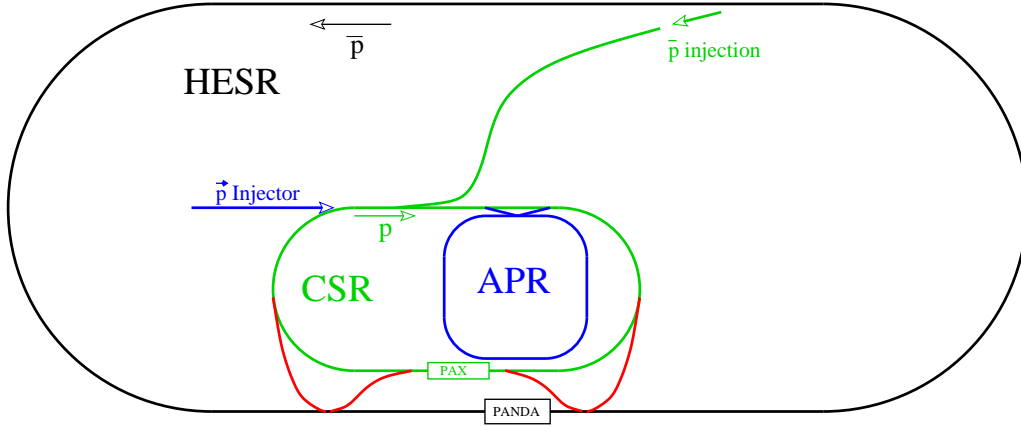 p̅
p̅ injection
HESR
p⃗ Injector
p
CSR
APR
PAX
PANDA